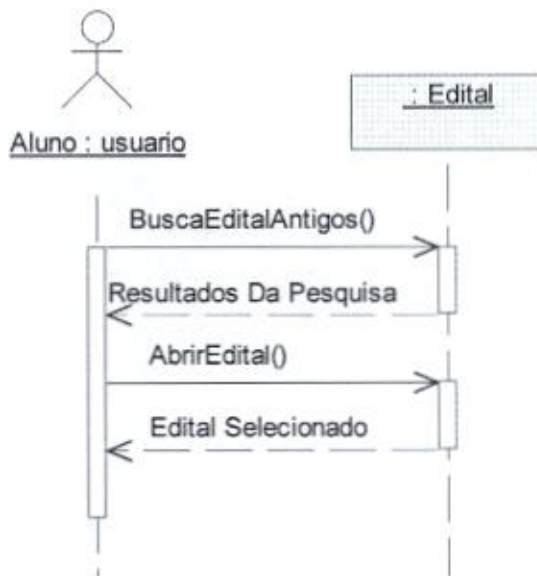 : Edital
Aluno : usuario
BuscaEditalAntigos()
Resultados Da Pesquisa
AbrirEdital()
Edital Selecionado